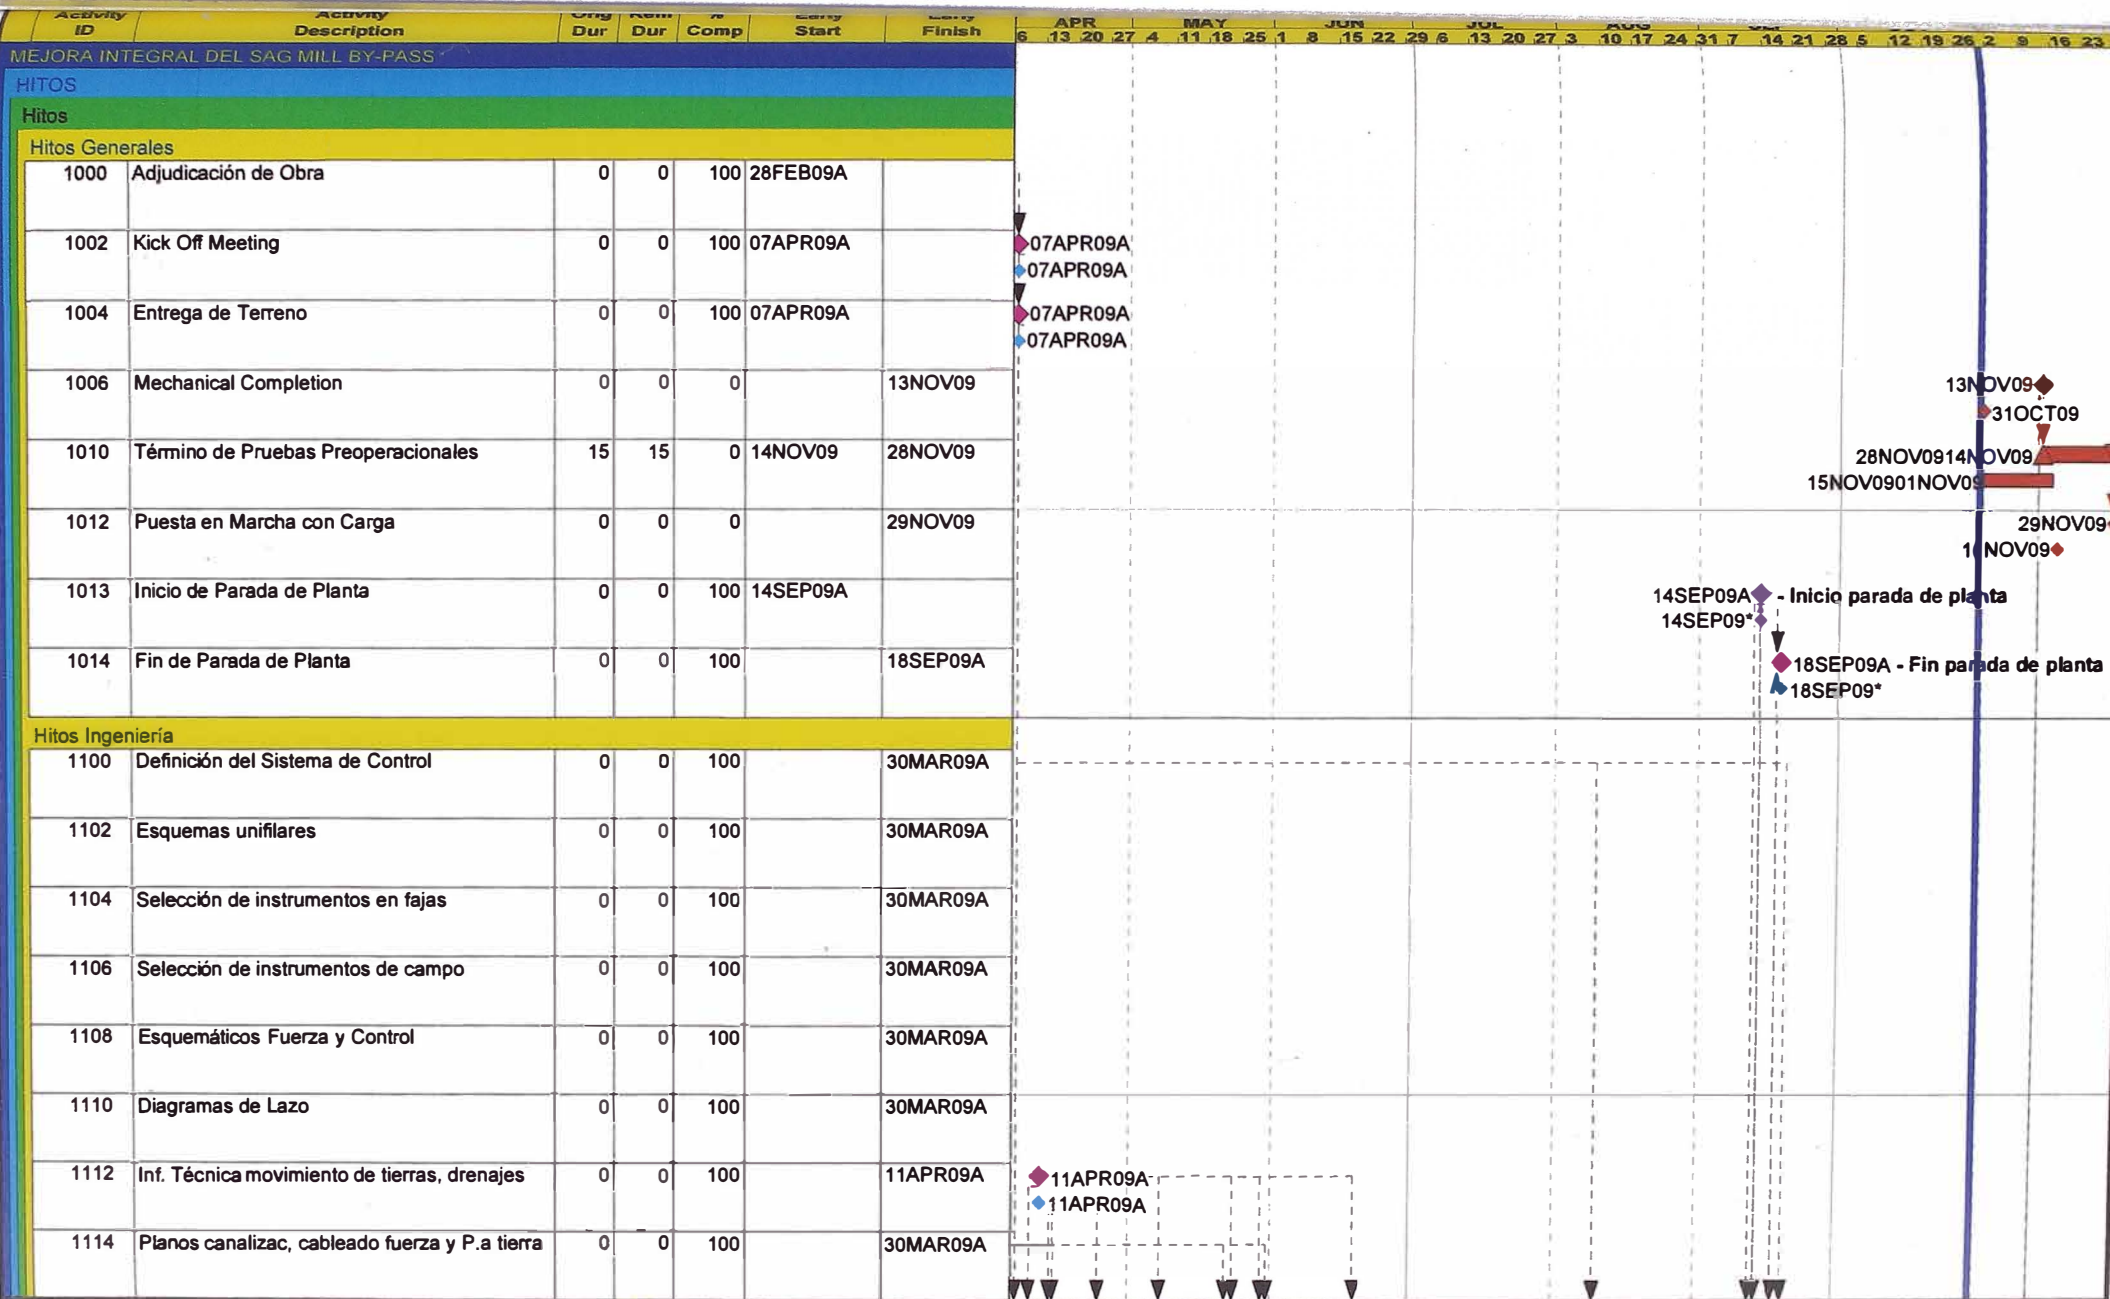 Activity ID Activity Description Orig Dur Rem Dur % Comp Early Start Early Finish APR MAY JUN JUL AUG
6 13 20 27 4 11 18 25 1 8 15 22 29 6 13 20 27 3 10 17 24 31 7 14 21 28 5 12 19 26 2 9 16 23
MEJORA INTEGRAL DEL SAG MILL BY-PASS
HITOS
Hitos
Hitos Generales
1000 Adjudicación de Obra 0 0 100 28FEB09A
1002 Kick Off Meeting 0 0 100 07APR09A 07APR09A
07APR09A
1004 Entrega de Terreno 0 0 100 07APR09A 07APR09A
07APR09A
1006 Mechanical Completion 0 0 0 13NOV09 13NOV09
31OCT09
1010 Término de Pruebas Preoperacionales 15 15 0 14NOV09 28NOV09 28NOV0914NOV09
15NOV0901NOV09
1012 Puesta en Marcha con Carga 0 0 0 29NOV09 29NOV09
NOV09
1013 Inicio de Parada de Planta 0 0 100 14SEP09A 14SEP09A - Inicio parada de planta
14SEP09*
1014 Fin de Parada de Planta 0 0 100 18SEP09A 18SEP09A - Fin parada de planta
18SEP09*
Hitos Ingeniería
1100 Definición del Sistema de Control 0 0 100 30MAR09A
1102 Esquemas unifilares 0 0 100 30MAR09A
1104 Selección de instrumentos en fajas 0 0 100 30MAR09A
1106 Selección de instrumentos de campo 0 0 100 30MAR09A
1108 Esquemáticos Fuerza y Control 0 0 100 30MAR09A
1110 Diagramas de Lazo 0 0 100 30MAR09A
1112 Inf. Técnica movimiento de tierras, drenajes 0 0 100 11APR09A 11APR09A
11APR09A
1114 Planos canalizac, cableado fuerza y P.a tierra 0 0 100 30MAR09A